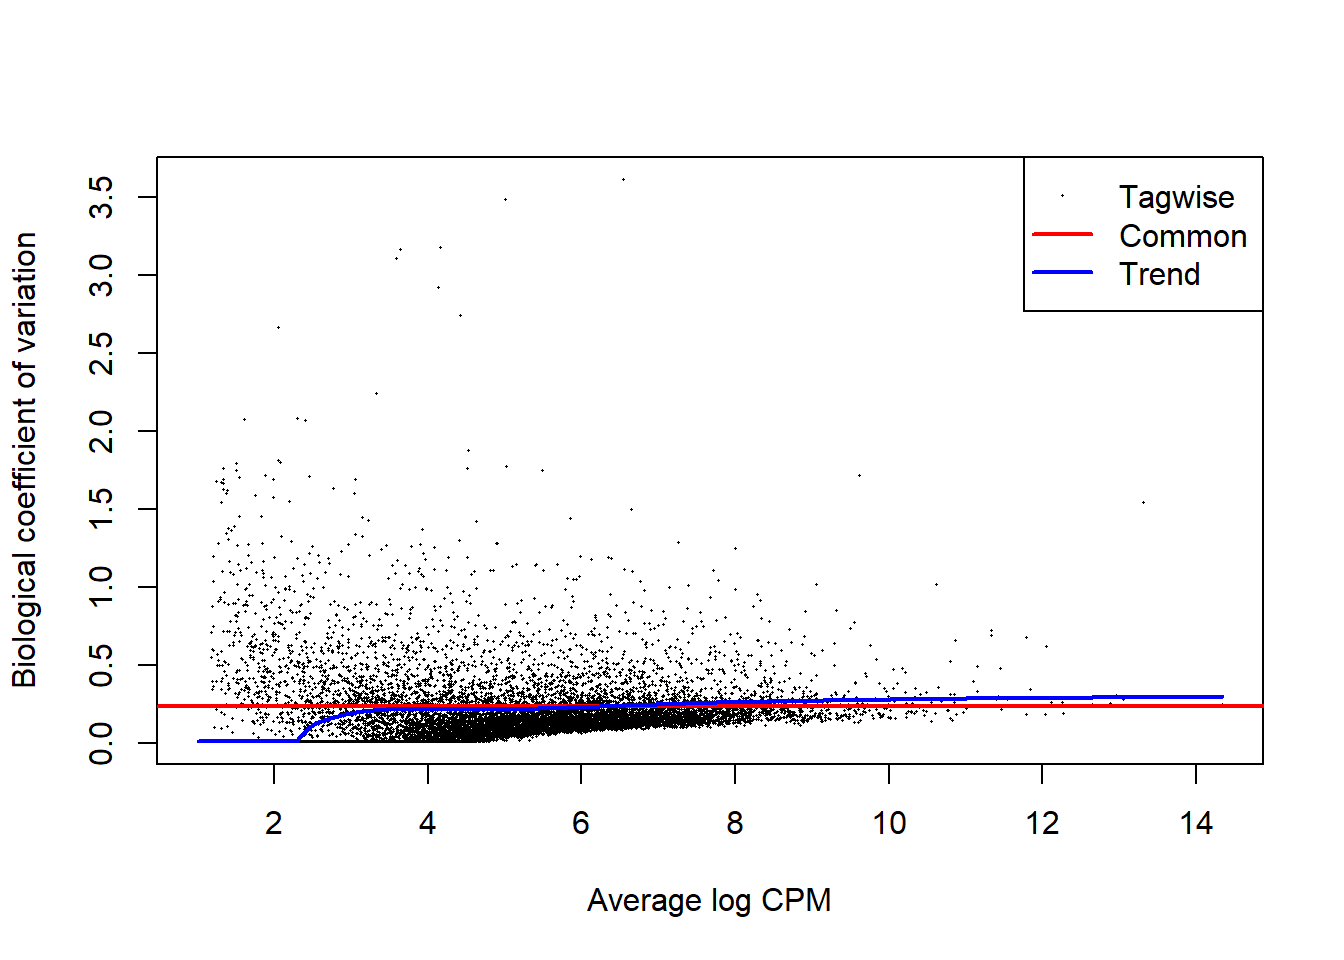 Tagwise
Common
Trend
Biological coefficient of variation
3.5
3.0
2.5
2.0
1.5
1.0
0.5
0.0
2 4 6 8 10 12 14
Average log CPM